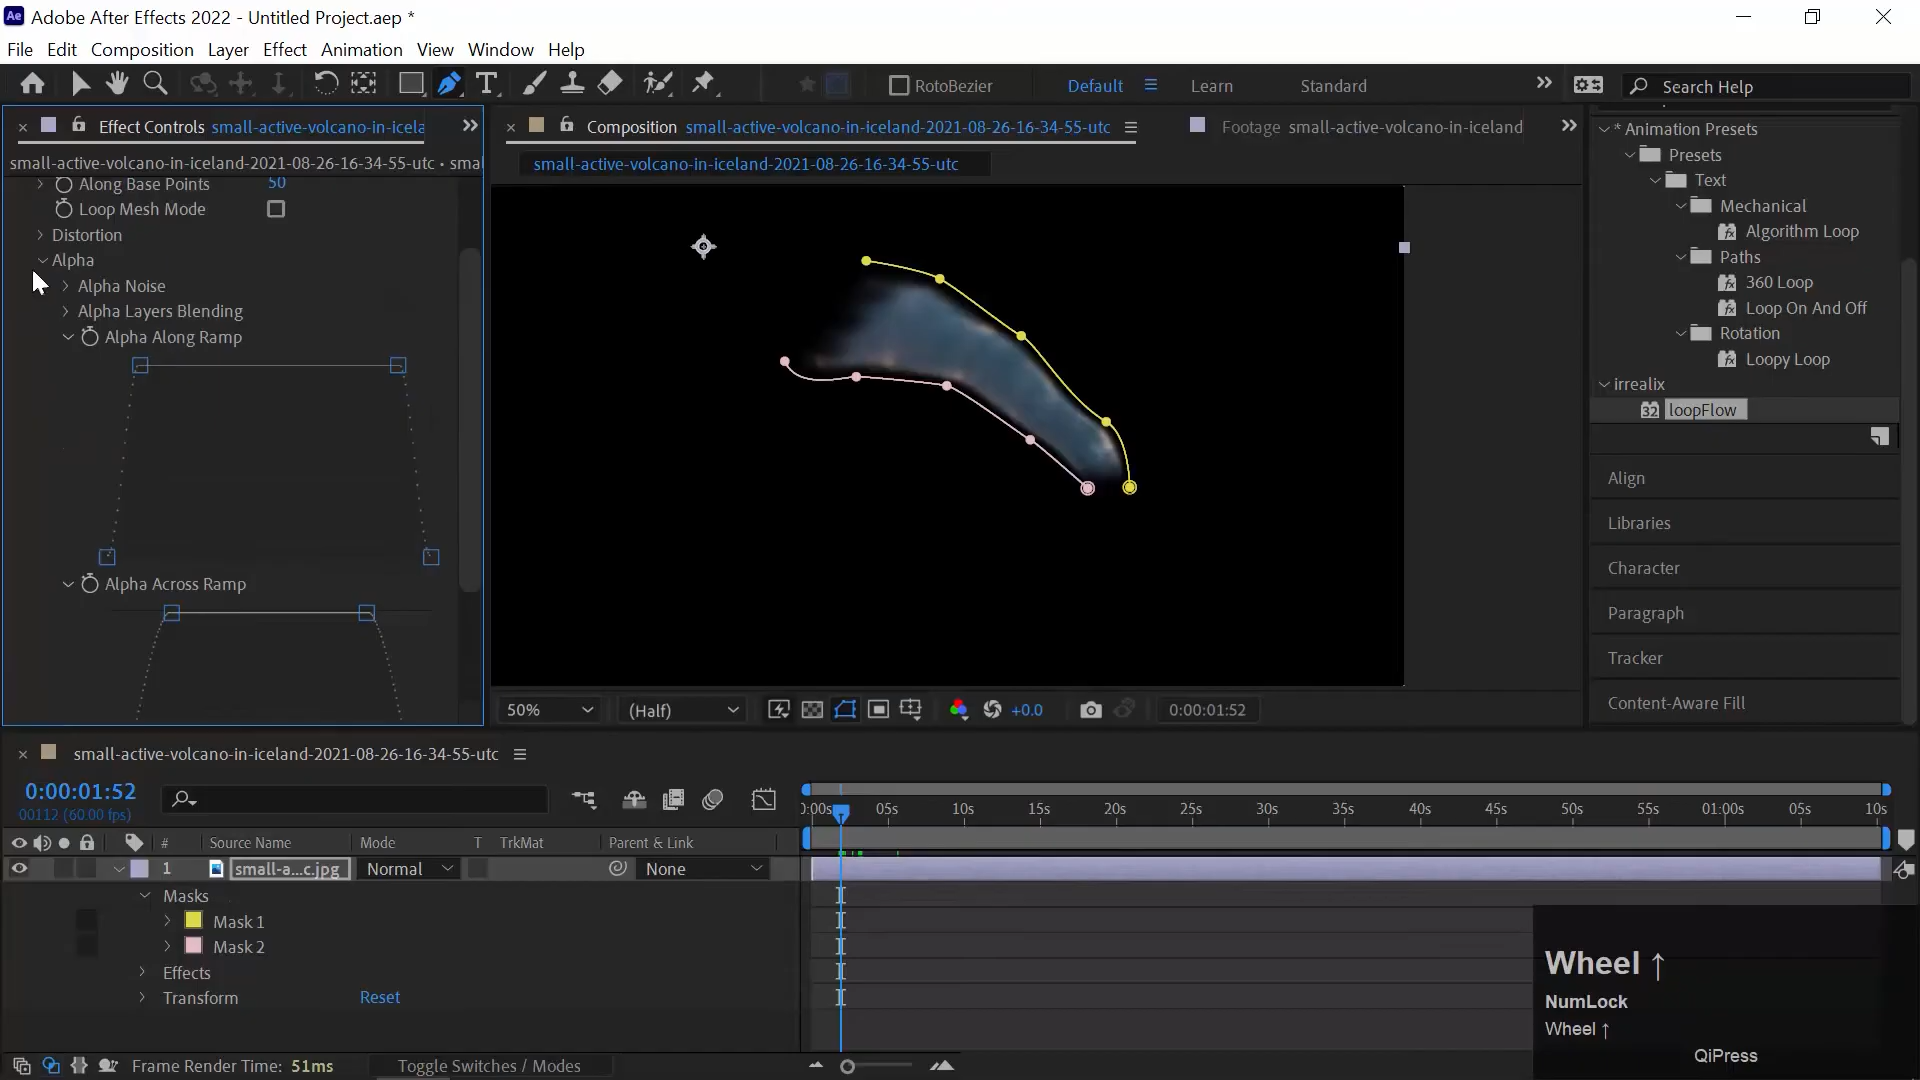 Ae Adobe After Effects 2022 - Untitled Project.aep *
File Edit Composition Layer Effect Animation View Window Help
RotoBezier Default Learn Standard Search Help
Effect Controls small-active-volcano-in-icela
small-active-volcano-in-iceland-2021-08-26-16-34-55-utc • sma
Along Base Points 50
Loop Mesh Mode
Distortion
Alpha
Alpha Noise
Alpha Layers Blending
Alpha Along Ramp
Alpha Across Ramp
Composition small-active-volcano-in-iceland-2021-08-26-16-34-55-utc
Footage small-active-volcano-in-iceland
small-active-volcano-in-iceland-2021-08-26-16-34-55-utc
50% (Half) +0.0 0:00:01:52
* Animation Presets
Presets
Text
Mechanical
Algorithm Loop
Paths
360 Loop
Loop On And Off
Rotation
Loopy Loop
irrealix
32 loopFlow
Align
Libraries
Character
Paragraph
Tracker
Content-Aware Fill
small-active-volcano-in-iceland-2021-08-26-16-34-55-utc
0:00:01:52
00112 (60.00 fps)
# Source Name Mode T TrkMat Parent & Link
1 small-a...c.jpg Normal None
Masks
Mask 1
Mask 2
Effects
Transform Reset
):00s 05s 10s 15s 20s 25s 30s 35s 40s 45s 50s 55s 01:00s 05s 10s
Frame Render Time: 51ms Toggle Switches / Modes
Wheel ↑
NumLock
Wheel ↑
QiPress